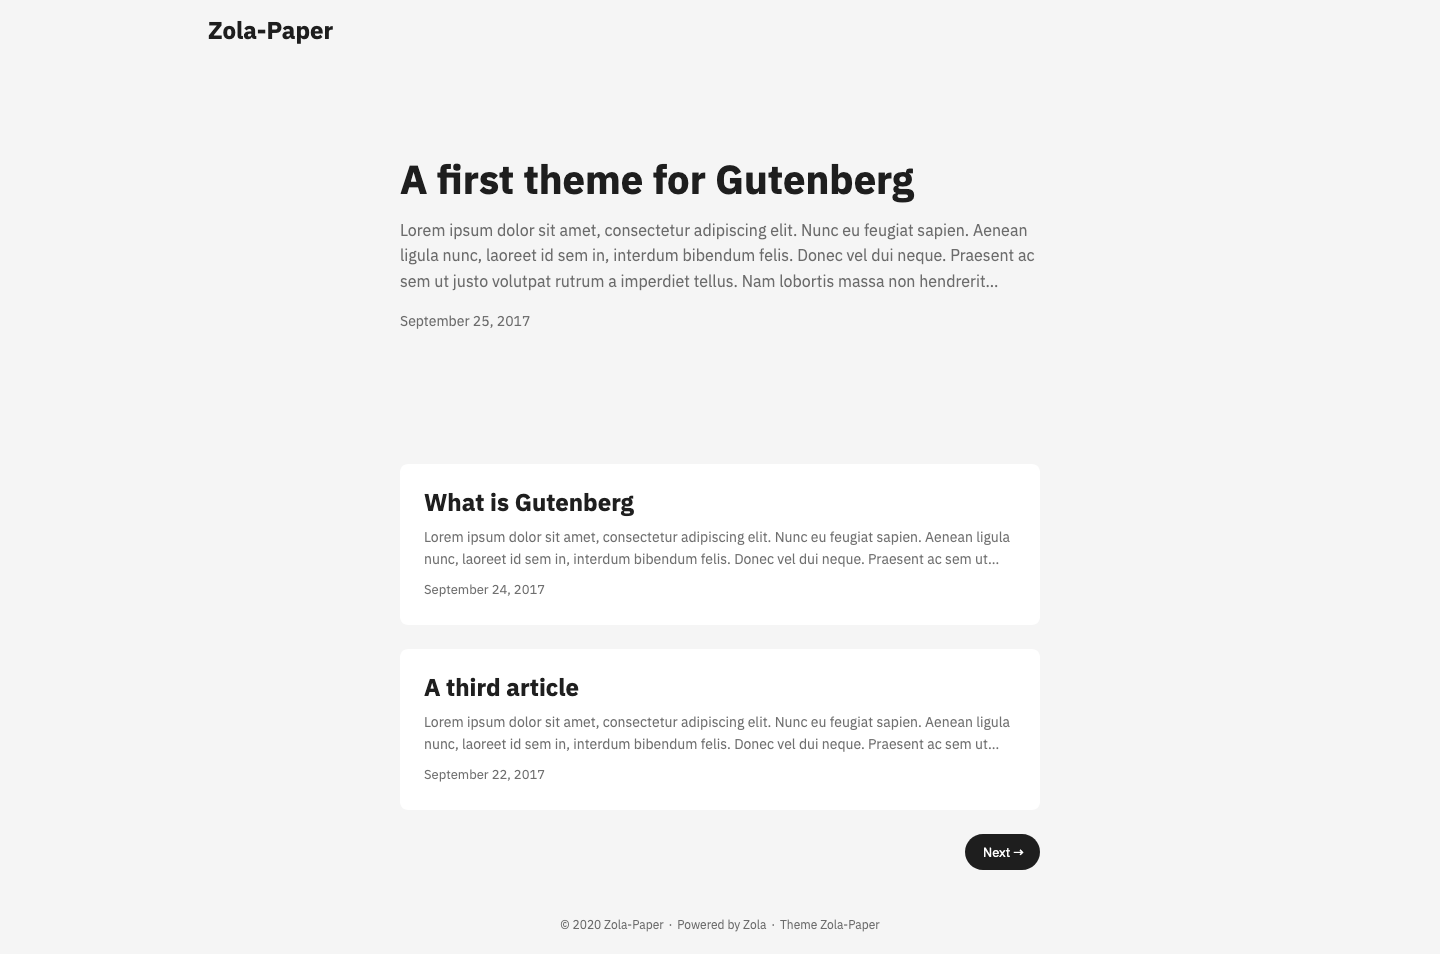 Zola-Paper
A first theme for Gutenberg
Lorem ipsum dolor sit amet, consectetur adipiscing elit. Nunc eu feugiat sapien. Aenean
ligula nunc, laoreet id sem in, interdum bibendum felis. Donec vel dui neque. Praesent ac
sem ut justo volutpat rutrum a imperdiet tellus. Nam lobortis massa non hendrerit...
September 25, 2017
What is Gutenberg
Lorem ipsum dolor sit amet, consectetur adipiscing elit. Nunc eu feugiat sapien. Aenean ligula
nunc, laoreet id sem in, interdum bibendum felis. Donec vel dui neque. Praesent ac sem ut...
September 24, 2017
A third article
Lorem ipsum dolor sit amet, consectetur adipiscing elit. Nunc eu feugiat sapien. Aenean ligula
nunc, laoreet id sem in, interdum bibendum felis. Donec vel dui neque. Praesent ac sem ut...
September 22, 2017
Next →
© 2020 Zola-Paper · Powered by Zola · Theme Zola-Paper